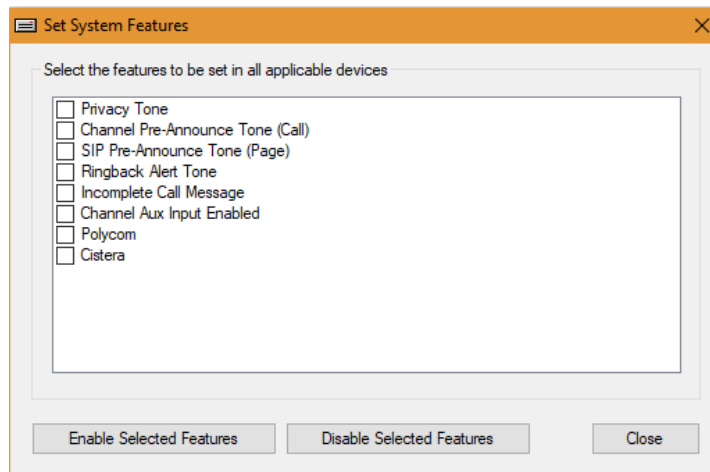 Set System Features
Select the features to be set in all applicable devices
Privacy Tone
Channel Pre-Announce Tone (Call)
SIP Pre-Announce Tone (Page)
Ringback Alert Tone
Incomplete Call Message
Channel Aux Input Enabled
Polycom
Cistera
Enable Selected Features Disable Selected Features Close